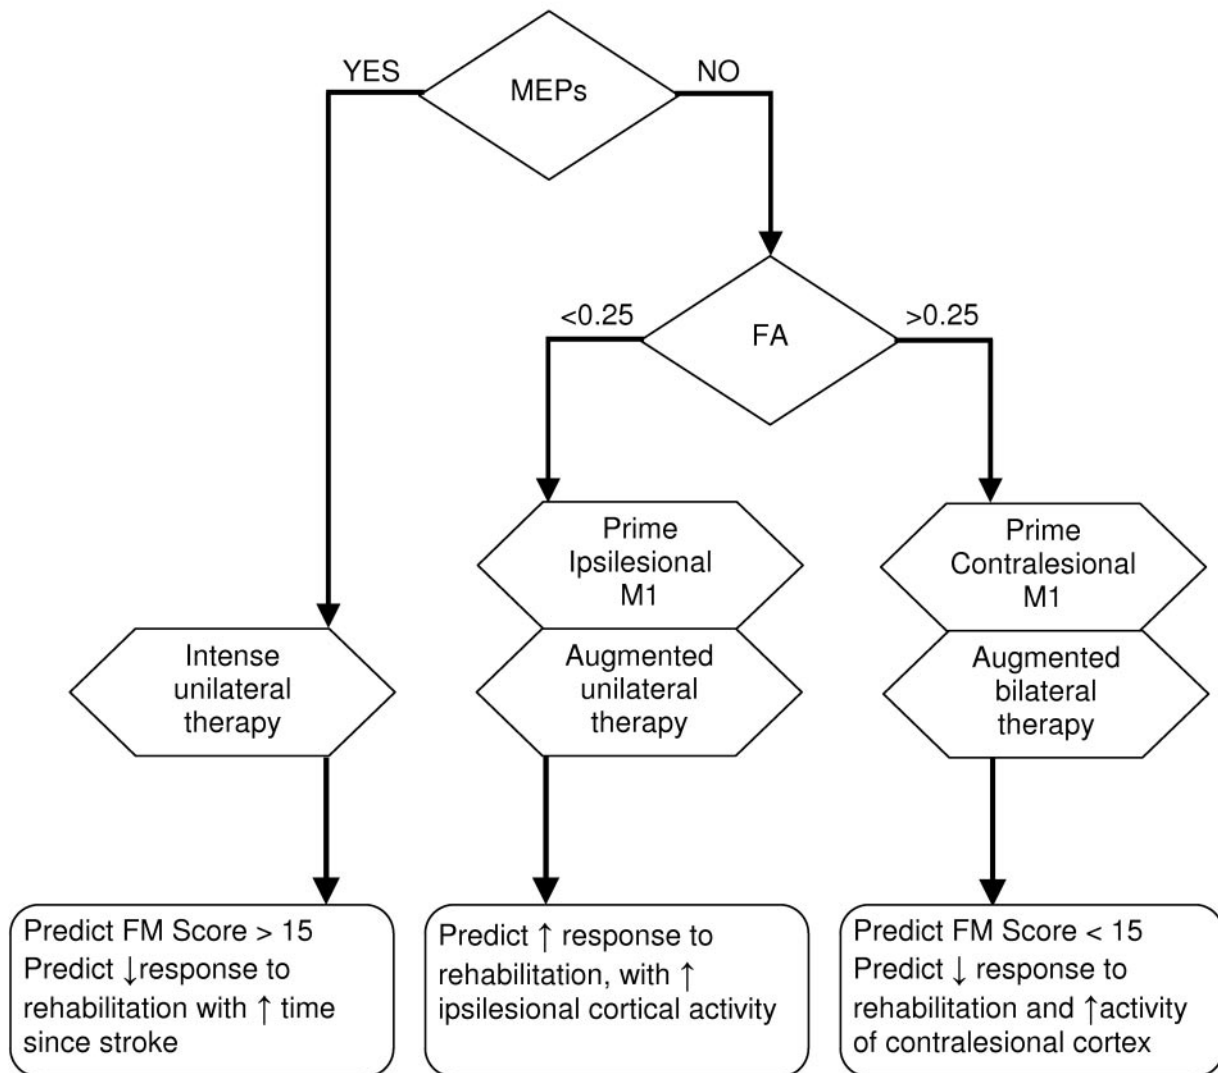 MEPs
YES
NO
FA
<0.25
>0.25
Prime
Ipsilesional
M1
Prime
Contralesional
M1
Intense
unilateral
therapy
Augmented
unilateral
therapy
Augmented
bilateral
therapy
Predict FM Score > 15
Predict ↓response to
rehabilitation with ↑ time
since stroke
Predict ↑ response to
rehabilitation, with ↑
ipsilesional cortical activity
Predict FM Score < 15
Predict ↓ response to
rehabilitation and ↑activity
of contralesional cortex